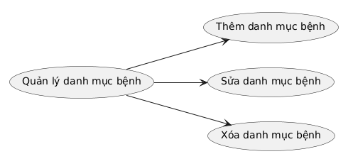 Thêm danh mục bệnh
Quản lý danh mục bệnh
Sửa danh mục bệnh
Xóa danh mục bệnh